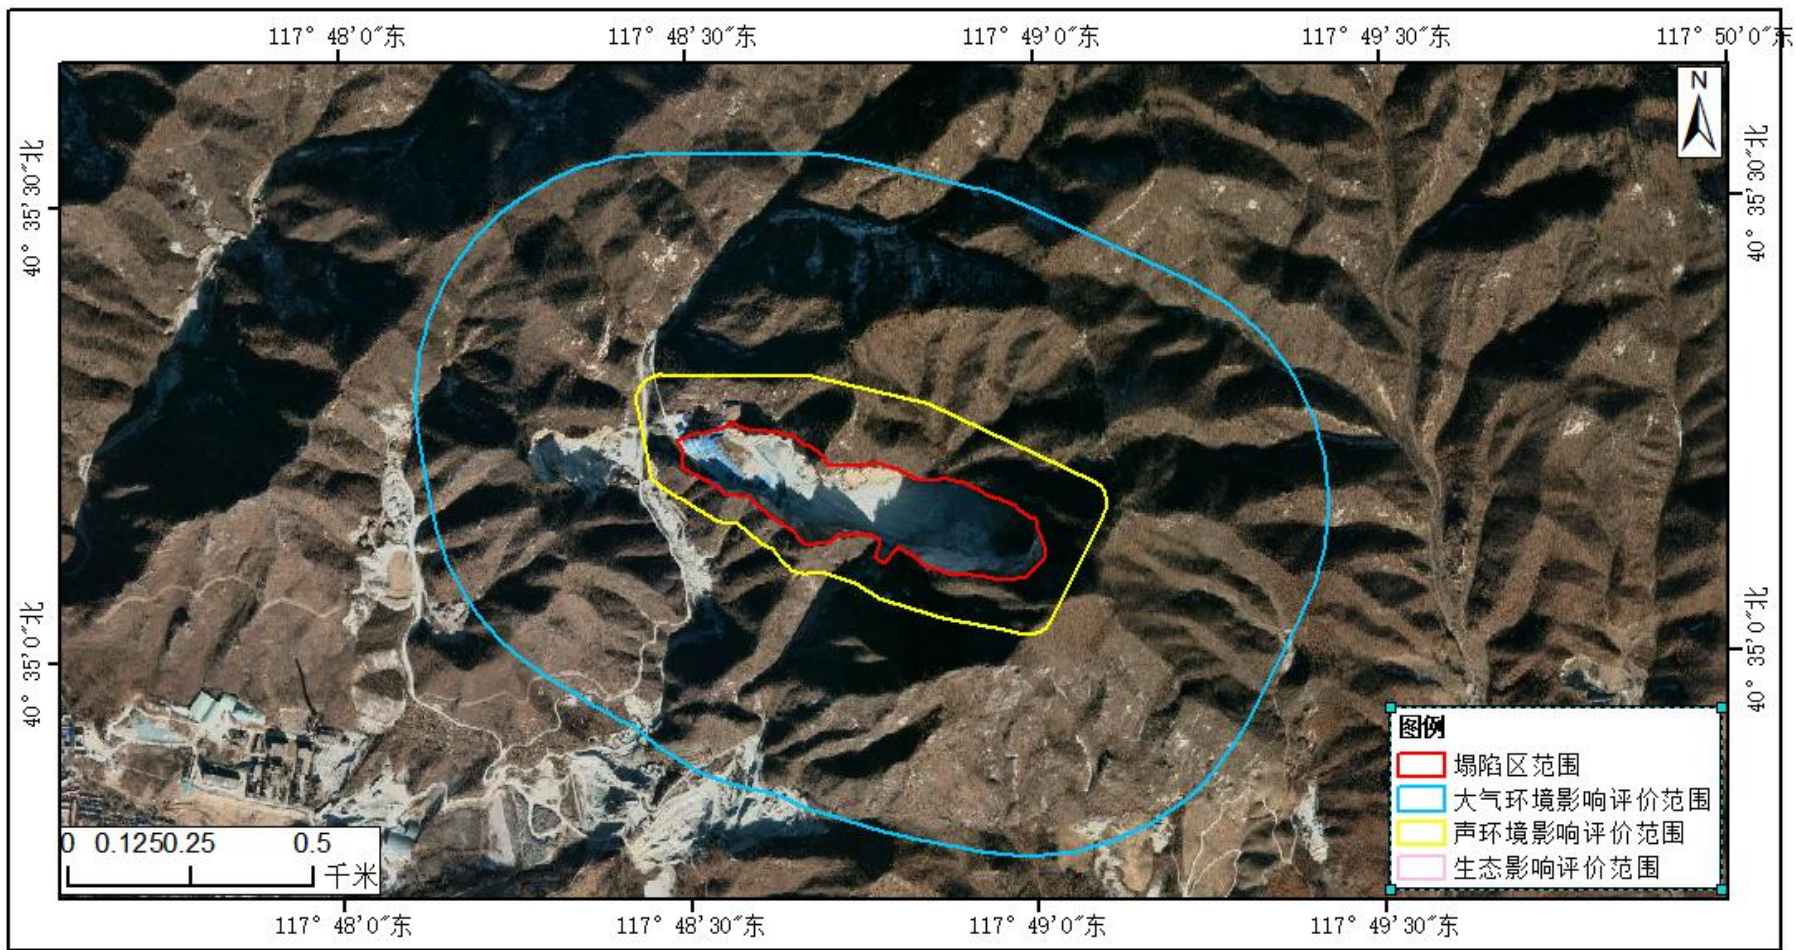 117° 48′0″东
117° 48′30″东
117° 49′0″东
117° 49′30″东
117° 50′0″东
N
40° 35′30″北
40° 35′30″北
40° 35′0″北
40° 35′0″北
图例
塌陷区范围
大气环境影响评价范围
声环境影响评价范围
生态影响评价范围
0 0.125 0.25 0.5
千米
117° 48′0″东
117° 48′30″东
117° 49′0″东
117° 49′30″东